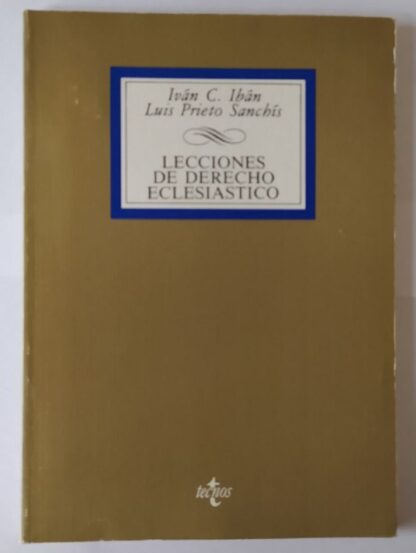 Iván C. Ibán
Luis Prieto Sanchís
LECCIONES
DE DERECHO
ECLESIASTICO
tecnos